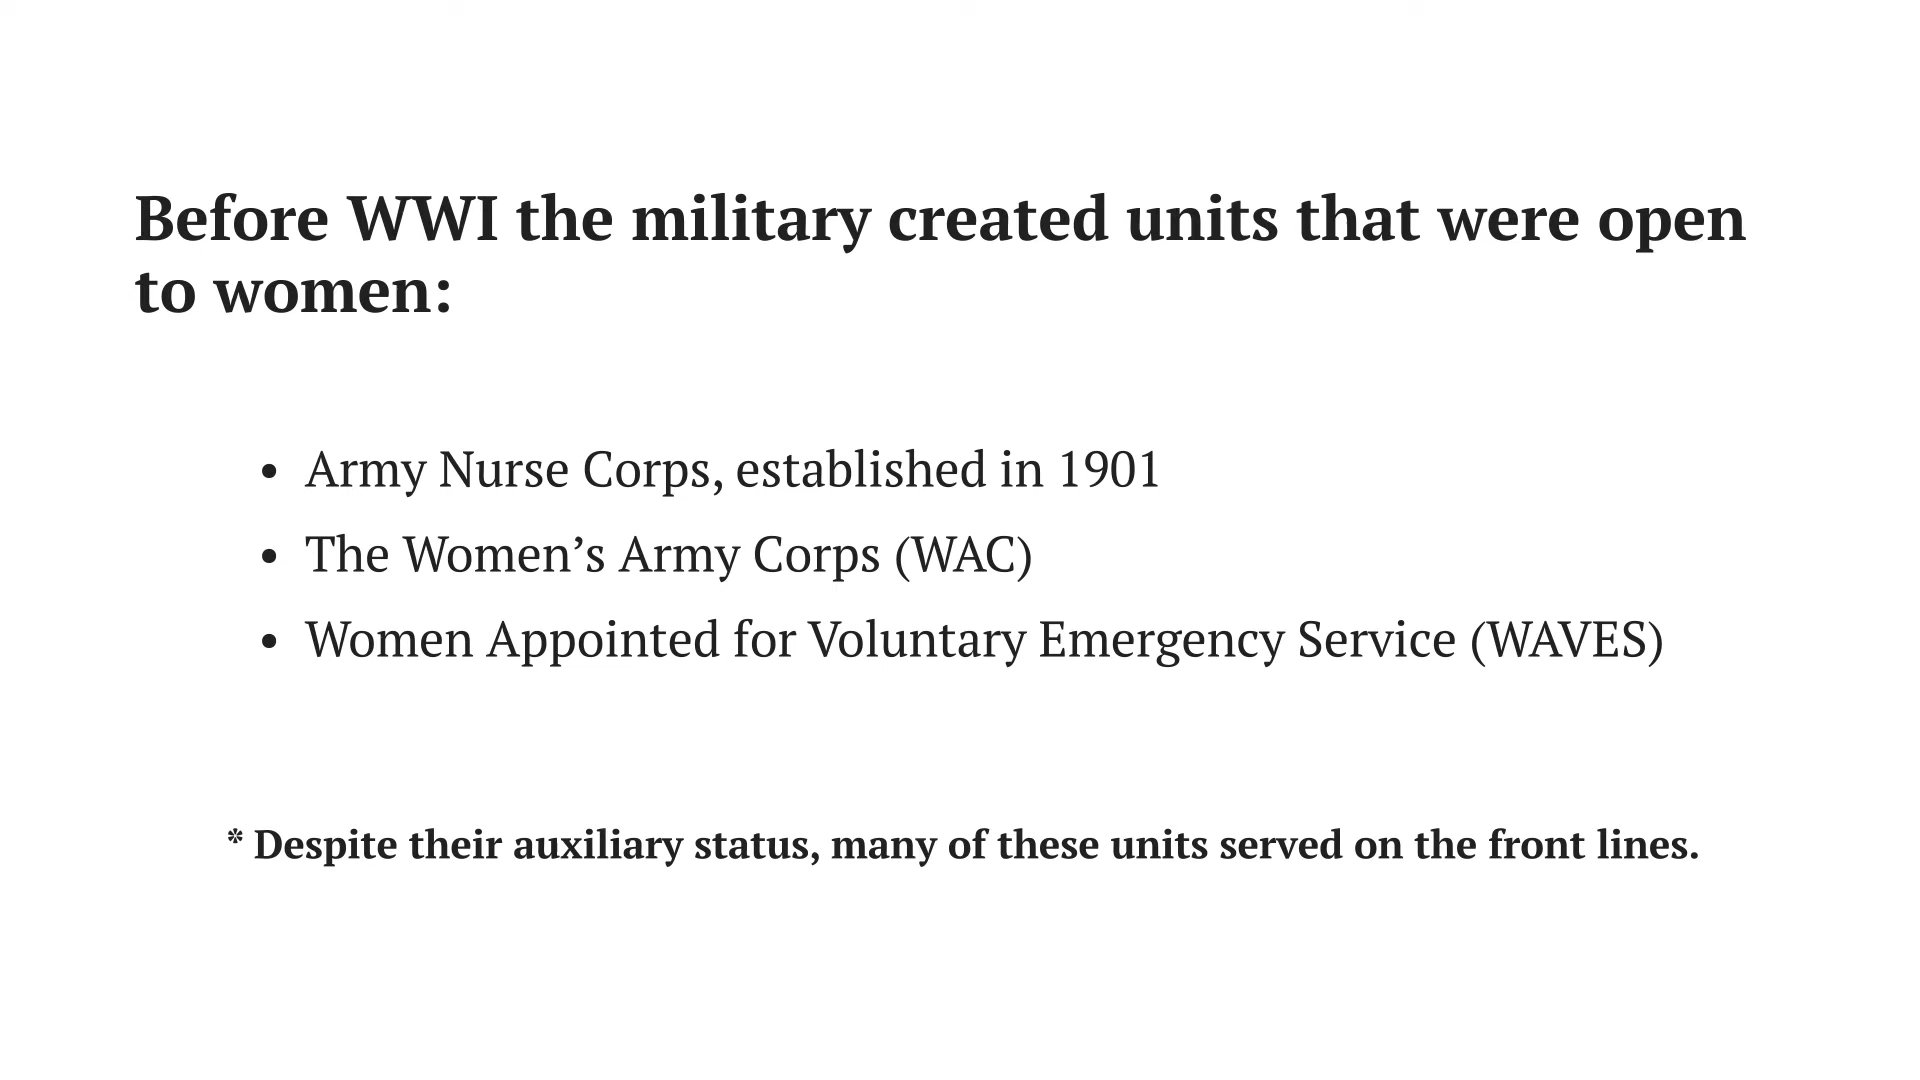 Before WWI the military created units that were open
to women:
• Army Nurse Corps, established in 1901
• The Women’s Army Corps (WAC)
• Women Appointed for Voluntary Emergency Service (WAVES)
* Despite their auxiliary status, many of these units served on the front lines.